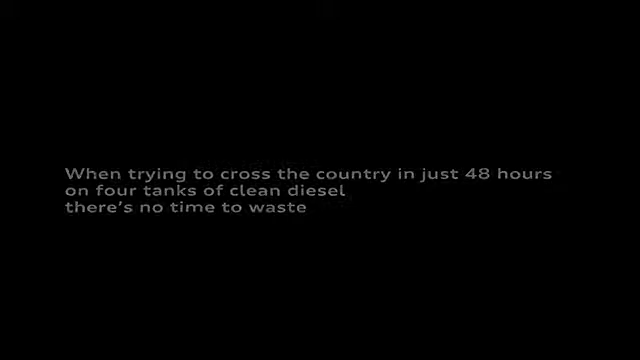 When trying to cross the country in just 48 hours
on four tanks of clean diesel
there's no time to waste